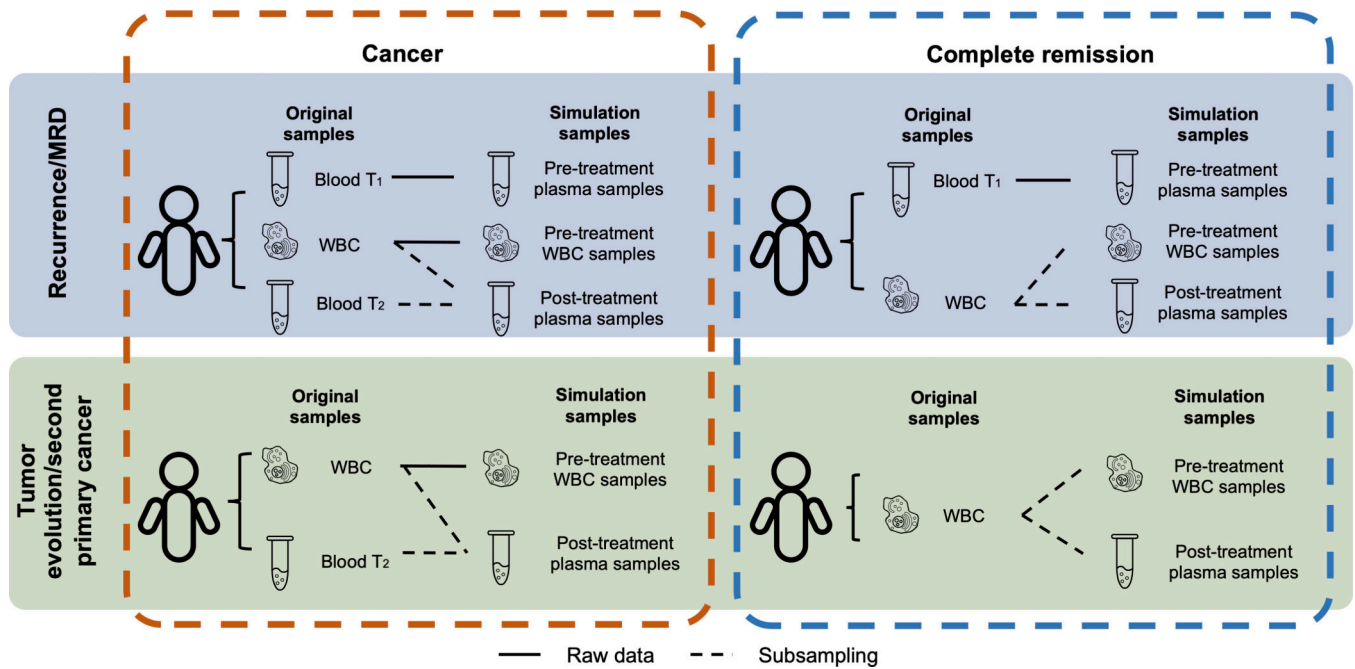 Cancer
Complete remission
Recurrence/MRD
Original
samples
Simulation
samples
Blood T1
Pre-treatment
plasma samples
WBC
Pre-treatment
WBC samples
Blood T2
Post-treatment
plasma samples
Original
samples
Simulation
samples
Blood T1
Pre-treatment
plasma samples
Pre-treatment
WBC samples
WBC
Post-treatment
plasma samples
Tumor
evolution/second
primary cancer
Original
samples
Simulation
samples
WBC
Pre-treatment
WBC samples
Blood T2
Post-treatment
plasma samples
Original
samples
Simulation
samples
Pre-treatment
WBC samples
WBC
Post-treatment
plasma samples
Raw data
Subsampling